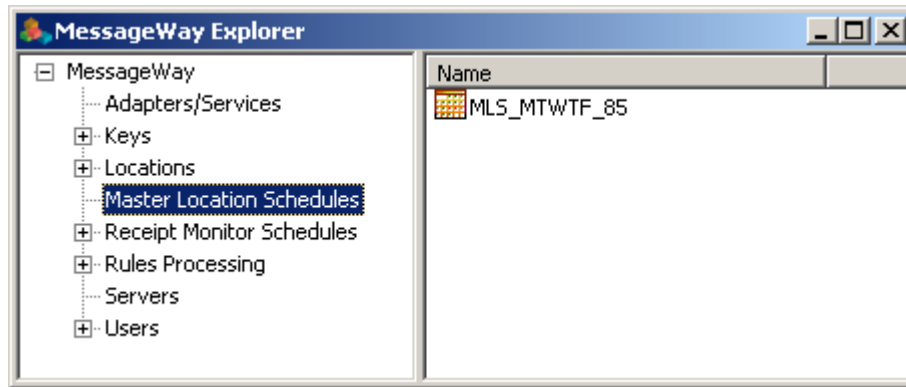 MessageWay Explorer
MessageWay
Adapters/Services
Keys
Locations
Master Location Schedules
Receipt Monitor Schedules
Rules Processing
Servers
Users
Name
MLS_MTWTF_85